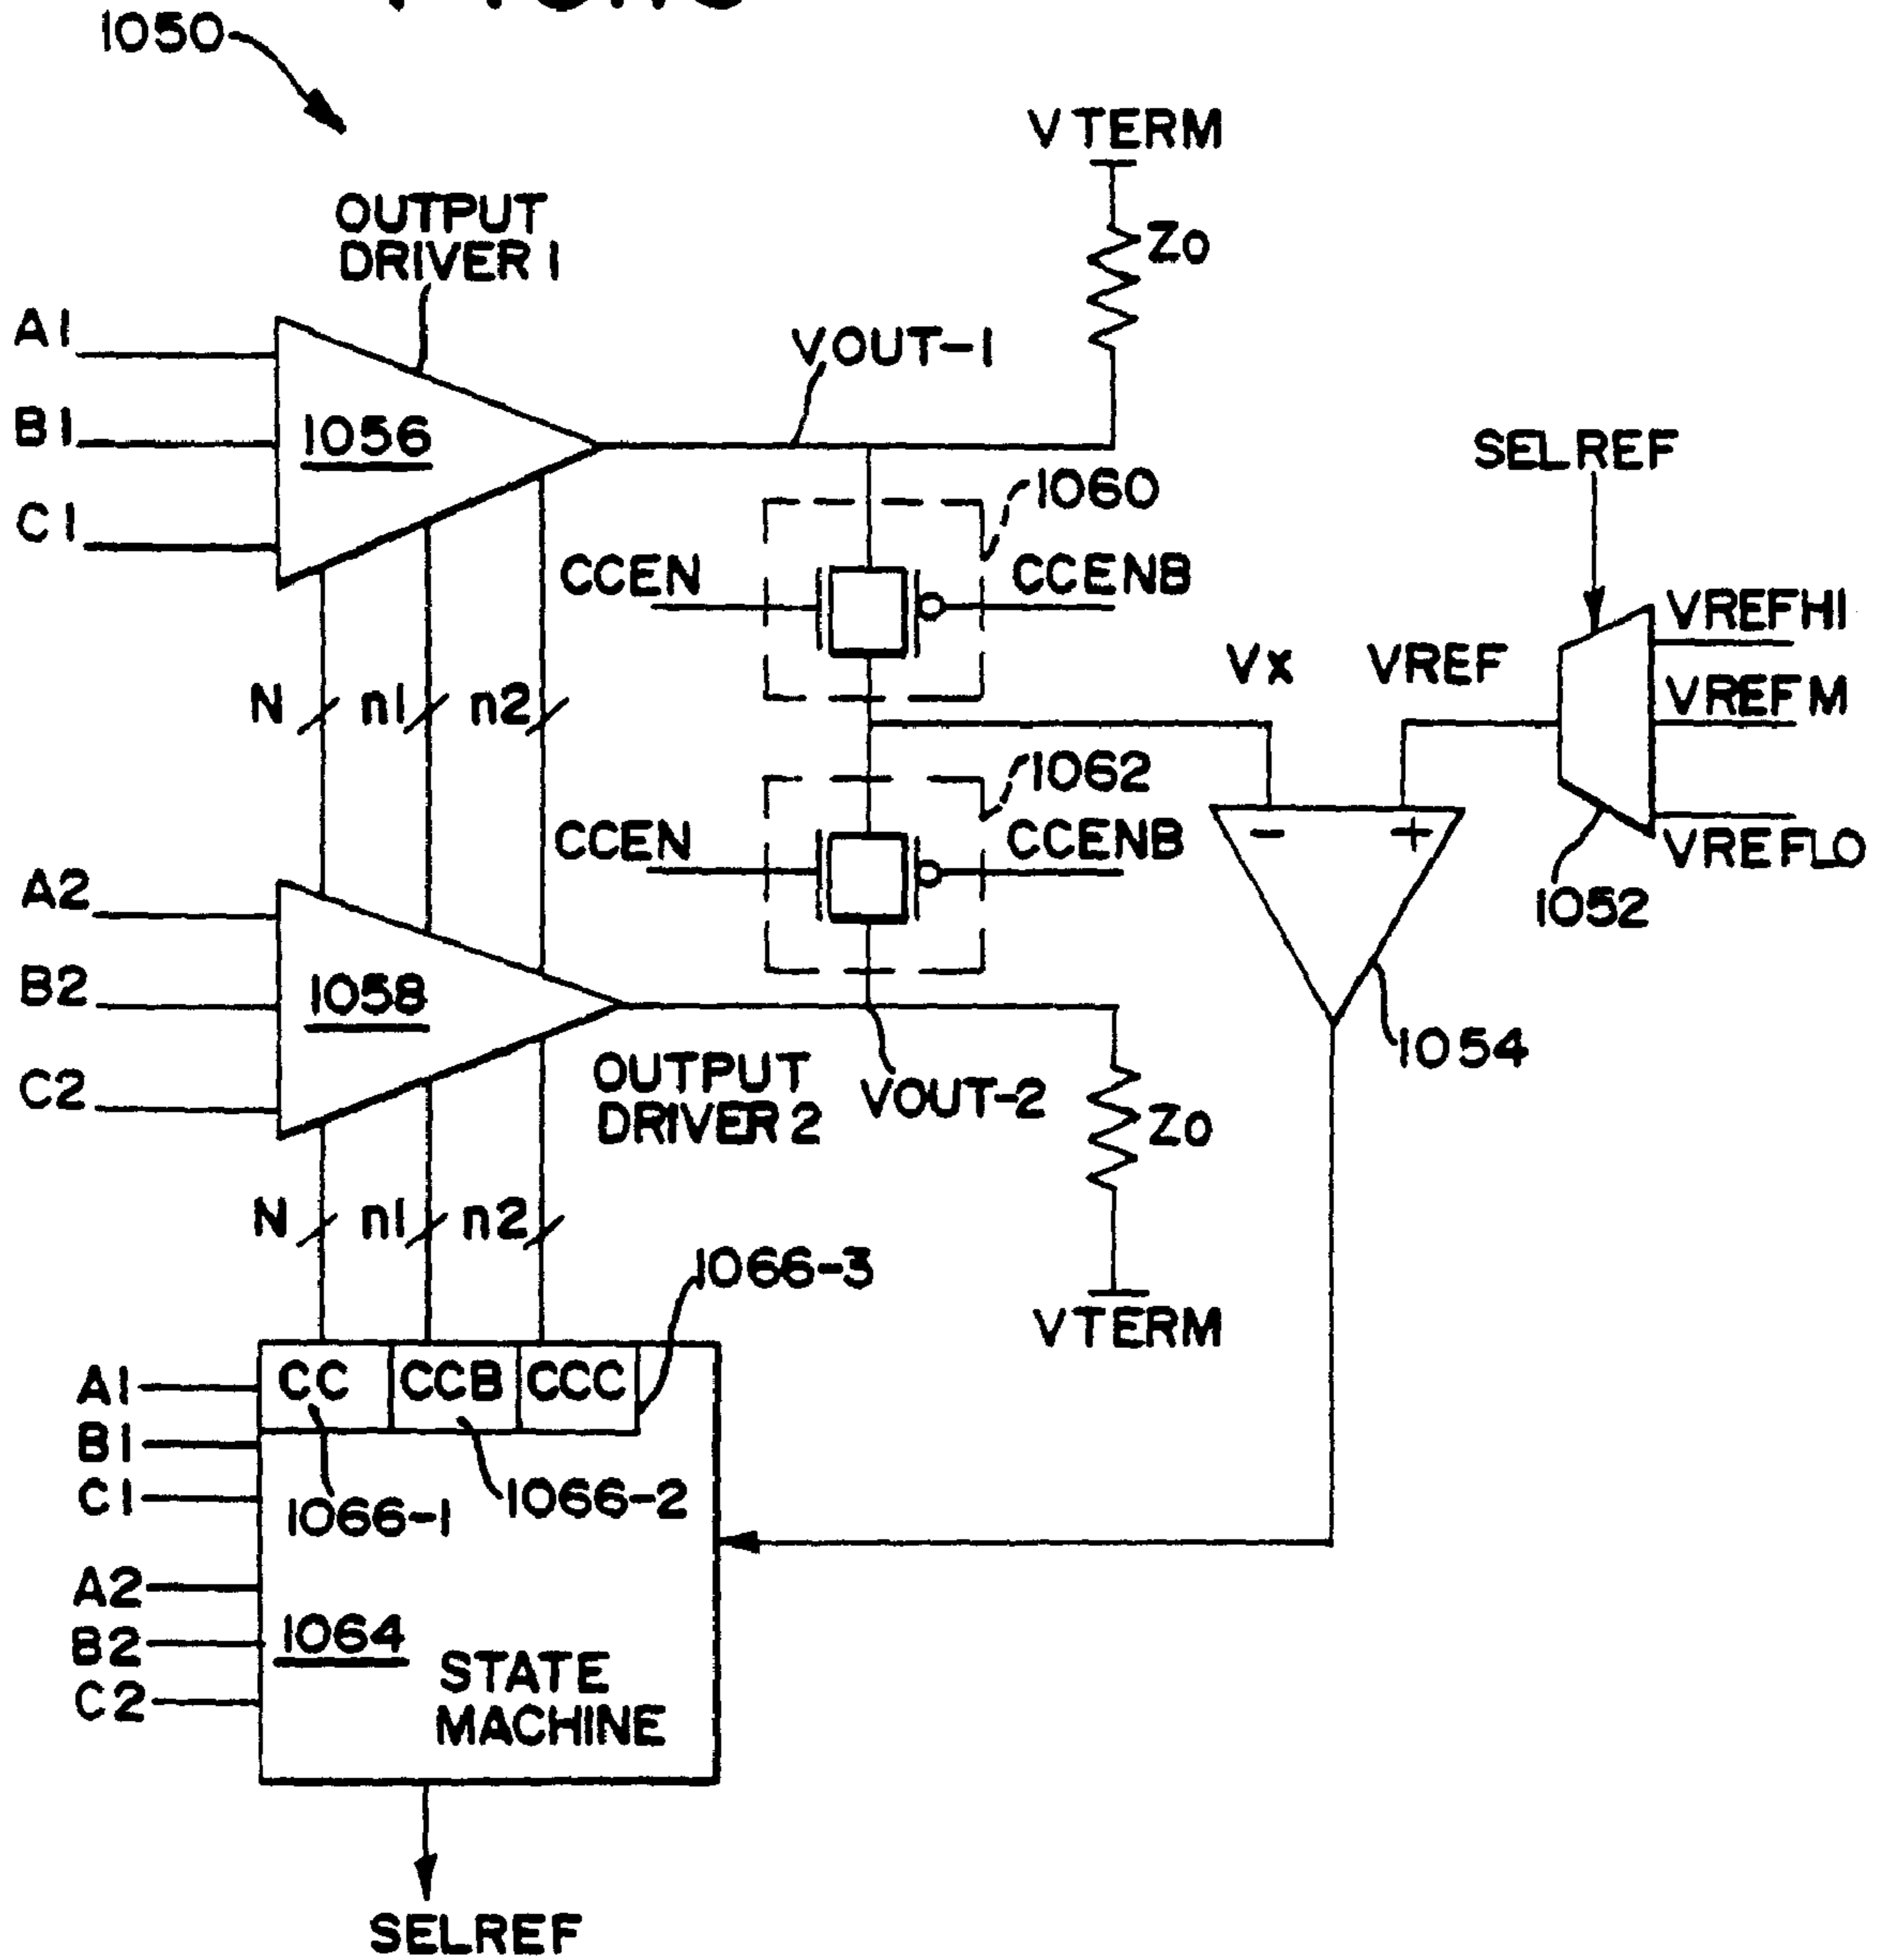 1050
V TERM
OUTPUT
DRIVER 1
Zo
A1
VOUT-1
B1
1056
SELREF
1060
C1
CCEN
CCENB
VREFHI
N
n1
n2
Vx
VREF
VREFM
1062
CCEN
CCENB
-
+
VREFLO
A2
1052
B2
1058
1054
C2
OUTPUT
DRIVER 2
VOUT-2
Zo
N
n1
n2
1066-3
V TERM
A1
CC
CCB
CCC
B1
C1
1066-1
1066-2
A2
B2
1064
STATE
MACHINE
C2
SELREF